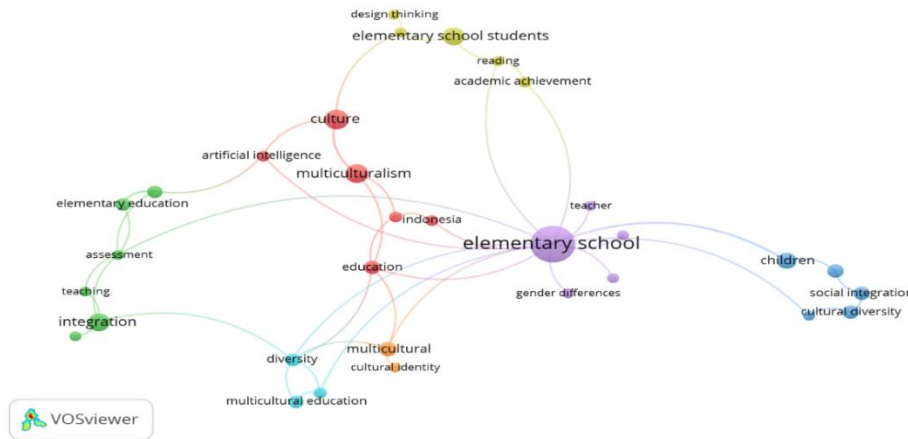 design thinking
elementary school students
reading
academic achievement
culture
artificial intelligence
multiculturalism
elementary education
teacher
indonesia
elementary school
assessment
children
education
teaching
gender differences
social integration
cultural diversity
integration
multicultural
diversity
cultural identity
multicultural education
VOSviewer